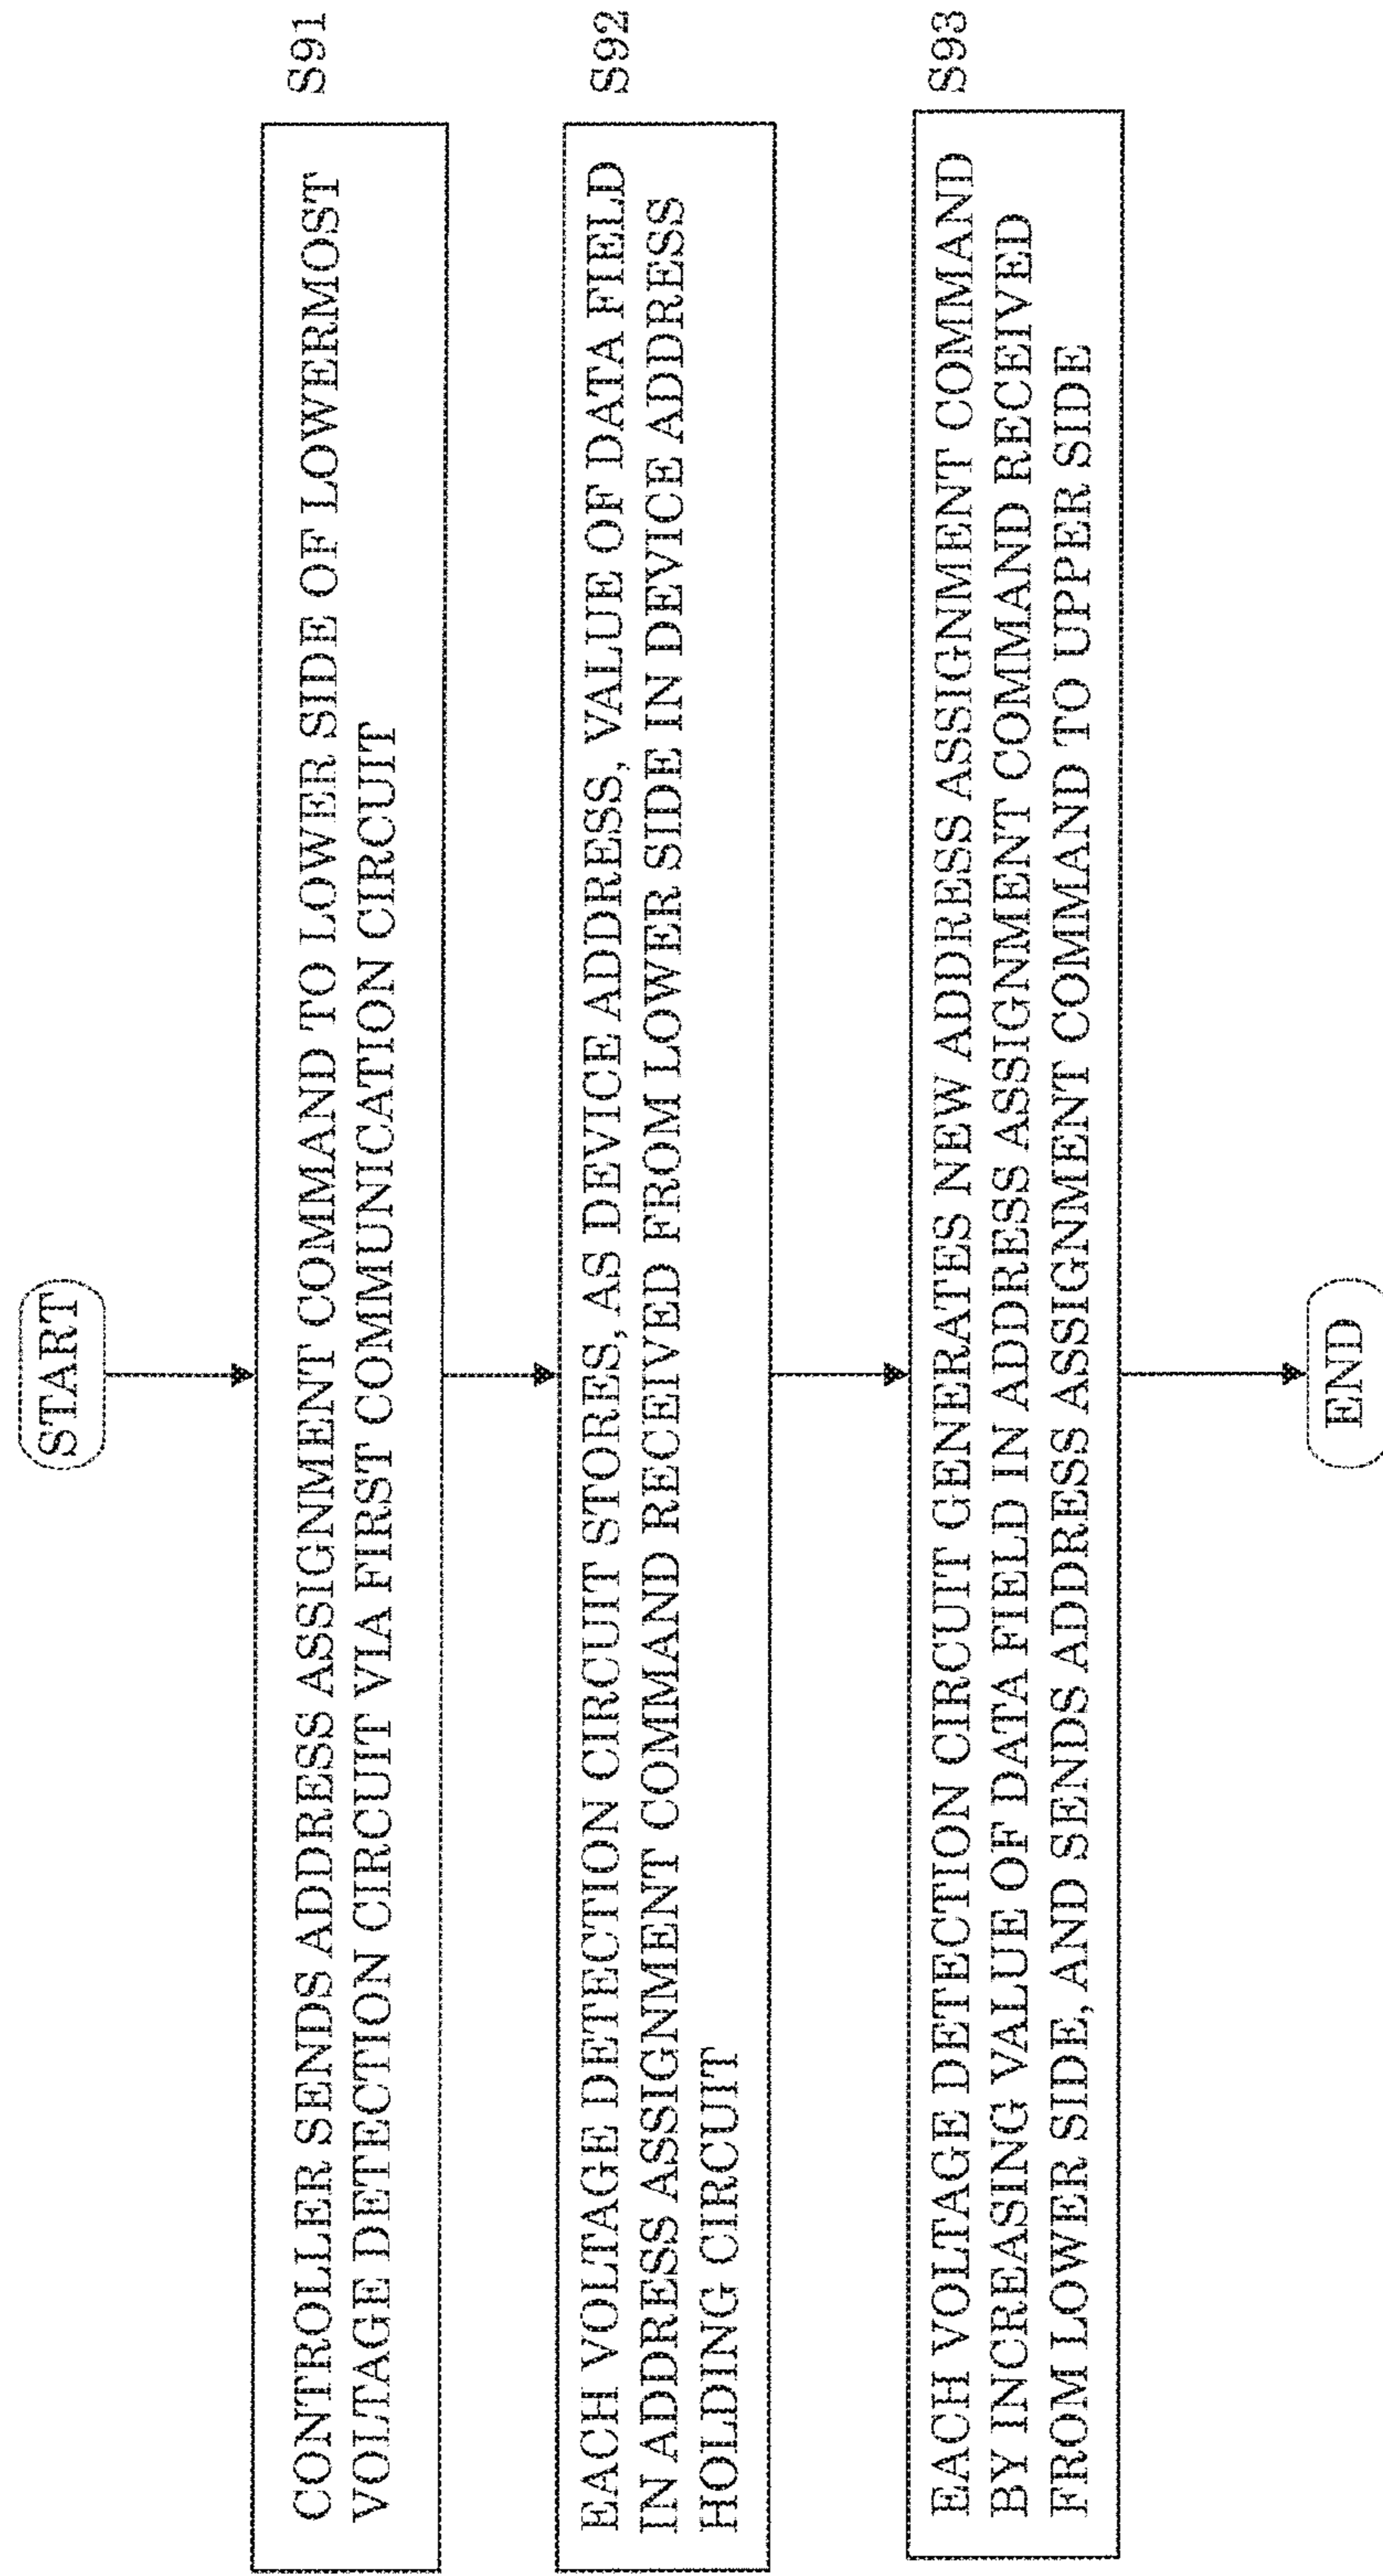 START
S91
CONTROLLER SENDS ADDRESS ASSIGNMENT COMMAND TO LOWER SIDE OF LOWERMOST
VOLTAGE DETECTION CIRCUIT VIA FIRST COMMUNICATION CIRCUIT
S92
EACH VOLTAGE DETECTION CIRCUIT STORES, AS DEVICE ADDRESS, VALUE OF DATA FIELD
IN ADDRESS ASSIGNMENT COMMAND RECEIVED FROM LOWER SIDE IN DEVICE ADDRESS
HOLDING CIRCUIT
S93
EACH VOLTAGE DETECTION CIRCUIT GENERATES NEW ADDRESS ASSIGNMENT COMMAND
BY INCREASING VALUE OF DATA FIELD IN ADDRESS ASSIGNMENT COMMAND RECEIVED
FROM LOWER SIDE, AND SENDS ADDRESS ASSIGNMENT COMMAND TO UPPER SIDE
END